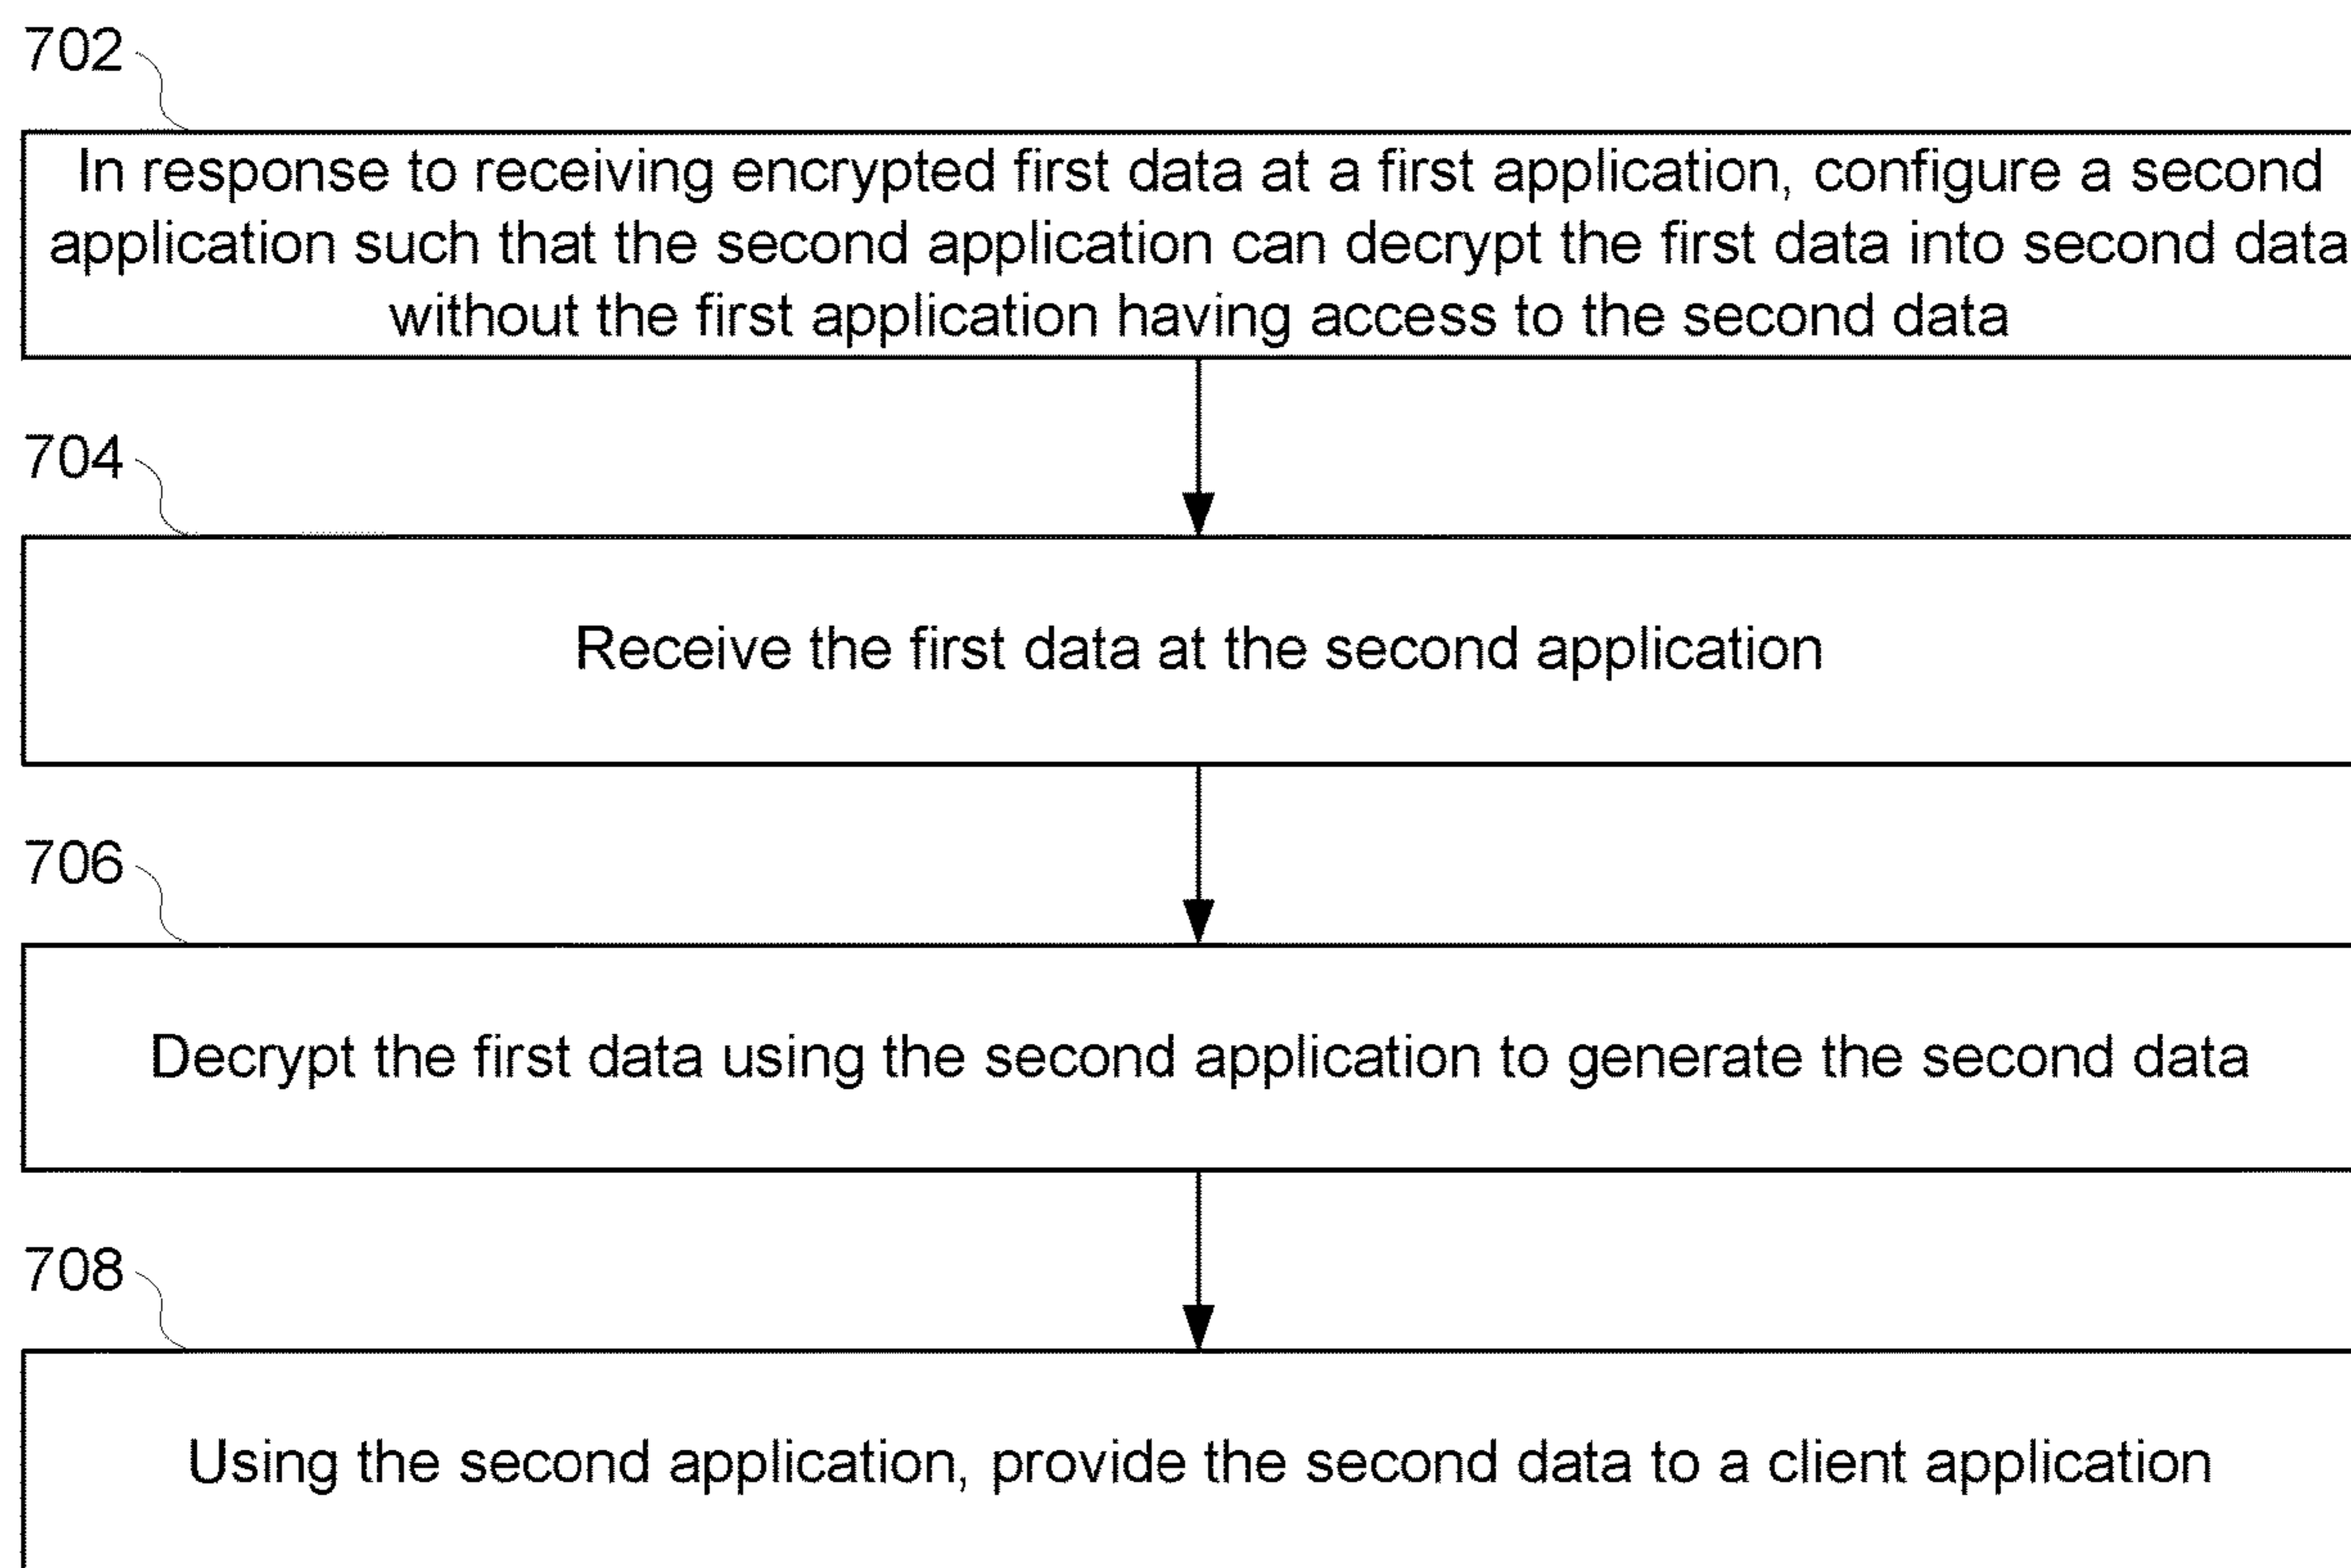 702
In response to receiving encrypted first data at a first application, configure a second
application such that the second application can decrypt the first data into second data
without the first application having access to the second data
704
Receive the first data at the second application
706
Decrypt the first data using the second application to generate the second data
708
Using the second application, provide the second data to a client application